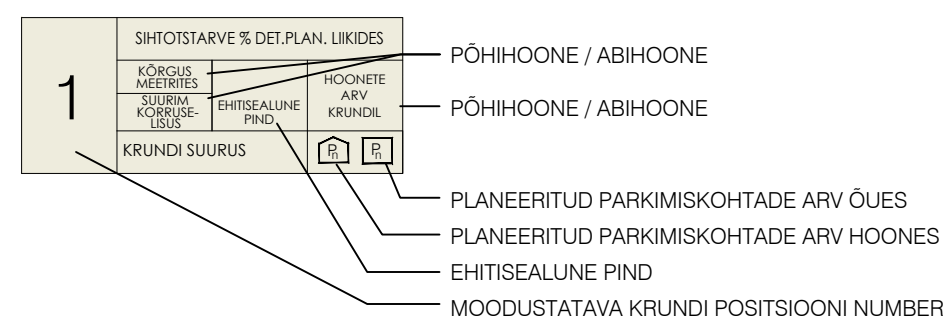 1
SIHTOTSTARVE % DET.PLAN. LIIKIDES
KÕRGUS
MEETRITES
SUURIM
KORRUSE-
LISUS
EHITISEALUNE
PIND
HOONETE
ARV
KRUNDIL
KRUNDI SUURUS
Pn
Pn
PÕHIHOONE / ABIHOONE
PÕHIHOONE / ABIHOONE
PLANEERITUD PARKIMISKOHTADE ARV ÕUES
PLANEERITUD PARKIMISKOHTADE ARV HOONES
EHITISEALUNE PIND
MOODUSTATAVA KRUNDI POSITSIOONI NUMBER